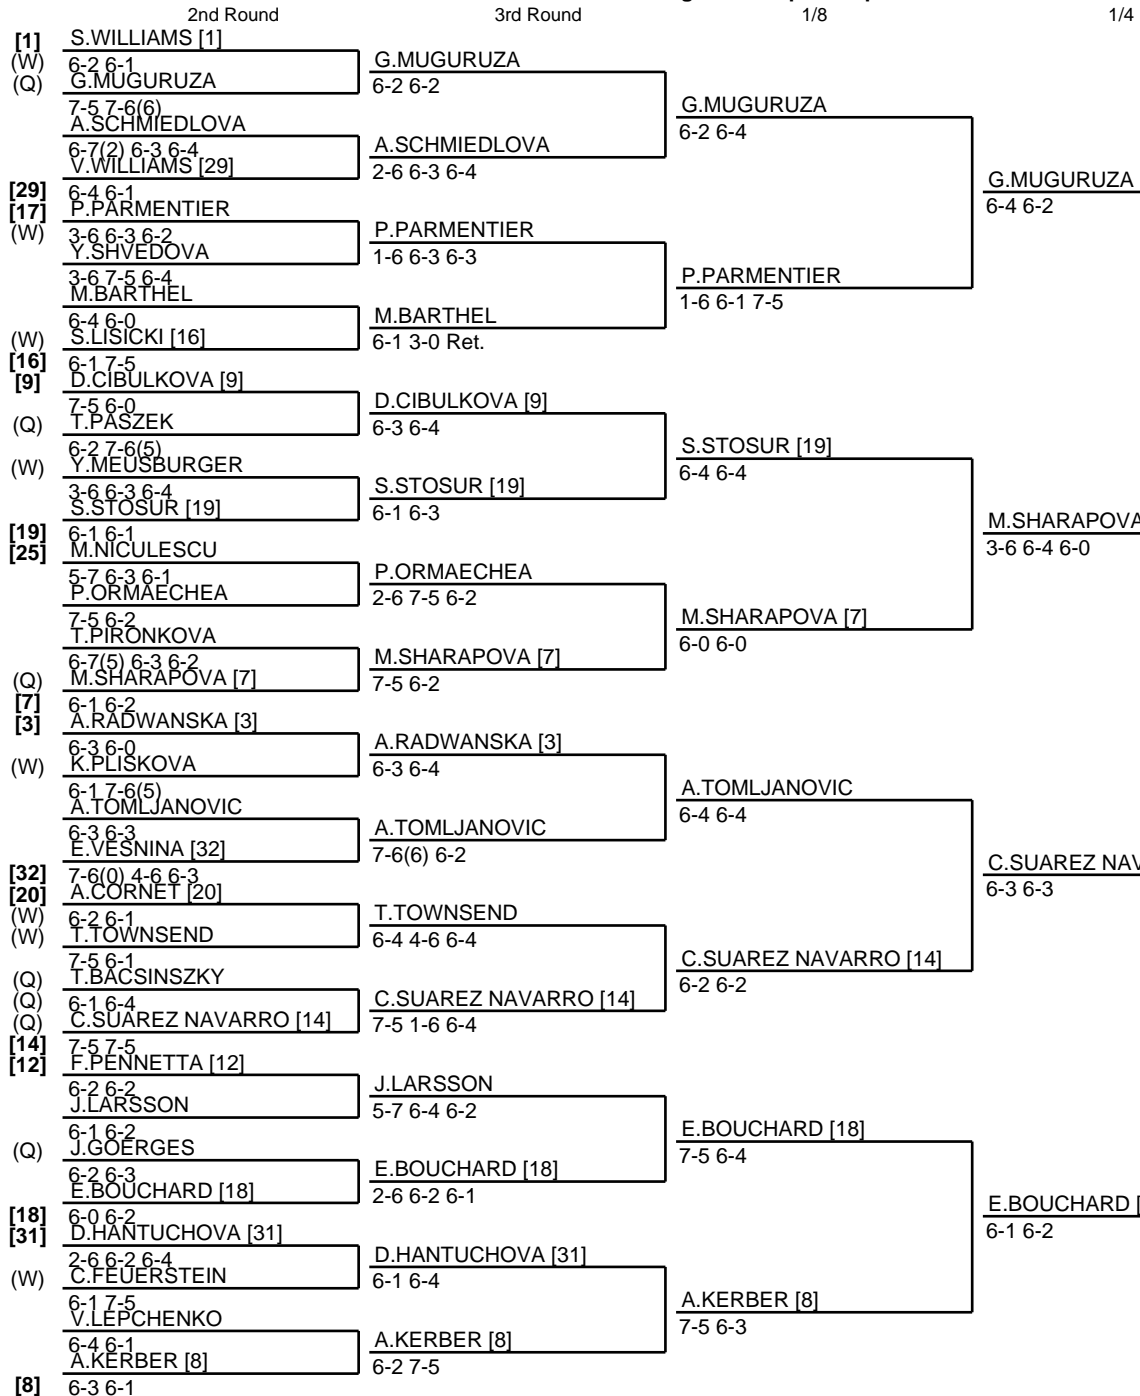 2nd Round
3rd Round
1/8
1/4
[1]
(W)
(Q)
[29]
[17]
(W)
(W)
[16]
[9]
(Q)
(W)
[19]
[25]
(Q)
[7]
[3]
(W)
[32]
[20]
(W)
(W)
(Q)
(Q)
(Q)
[14]
[12]
(Q)
[18]
[31]
(W)
[8]
S.WILLIAMS [1]
6-2 6-1
G.MUGURUZA
7-5 7-6(6)
A.SCHMIEDLOVA
6-7(2) 6-3 6-4
V.WILLIAMS [29]
6-4 6-1
P.PARMENTIER
3-6 6-3 6-2
Y.SHVEDOVA
3-6 7-5 6-4
M.BARTHEL
6-4 6-0
S.LISICKI [16]
6-1 7-5
D.CIBULKOVA [9]
7-5 6-0
T.PASZEK
6-2 7-6(5)
Y.MEUSBURGER
3-6 6-3 6-4
S.STOSUR [19]
6-1 6-1
M.NICULESCU
5-7 6-3 6-1
P.ORMAECHEA
7-5 6-2
T.PIRONKOVA
6-7(5) 6-3 6-2
M.SHARAPOVA [7]
6-1 6-2
A.RADWANSKA [3]
6-3 6-0
K.PLISKOVA
6-1 7-6(5)
A.TOMLJANOVIC
6-3 6-3
E.VESNINA [32]
7-6(0) 4-6 6-3
A.CORNET [20]
6-2 6-1
T.TOWNSEND
7-5 6-1
T.BACSINSZKY
6-1 6-4
C.SUAREZ NAVARRO [14]
7-5 7-5
F.PENNETTA [12]
6-2 6-2
J.LARSSON
6-1 6-2
J.GOERGES
6-2 6-3
E.BOUCHARD [18]
6-0 6-2
D.HANTUCHOVA [31]
2-6 6-2 6-4
C.FEUERSTEIN
6-1 7-5
V.LEPCHENKO
6-4 6-1
A.KERBER [8]
6-3 6-1
G.MUGURUZA
6-2 6-2
A.SCHMIEDLOVA
2-6 6-3 6-4
P.PARMENTIER
1-6 6-3 6-3
M.BARTHEL
6-1 3-0 Ret.
D.CIBULKOVA [9]
6-3 6-4
S.STOSUR [19]
6-1 6-3
P.ORMAECHEA
2-6 7-5 6-2
M.SHARAPOVA [7]
7-5 6-2
A.RADWANSKA [3]
6-3 6-4
A.TOMLJANOVIC
7-6(6) 6-2
T.TOWNSEND
6-4 4-6 6-4
C.SUAREZ NAVARRO [14]
7-5 1-6 6-4
J.LARSSON
5-7 6-4 6-2
E.BOUCHARD [18]
2-6 6-2 6-1
D.HANTUCHOVA [31]
6-1 6-4
A.KERBER [8]
6-2 7-5
G.MUGURUZA
6-2 6-4
P.PARMENTIER
1-6 6-1 7-5
S.STOSUR [19]
6-4 6-4
M.SHARAPOVA [7]
6-0 6-0
A.TOMLJANOVIC
6-4 6-4
C.SUAREZ NAVARRO [14]
6-2 6-2
E.BOUCHARD [18]
7-5 6-4
A.KERBER [8]
7-5 6-3
G.MUGURUZA
6-4 6-2
M.SHARAPOVA
3-6 6-4 6-0
C.SUAREZ NAV
6-3 6-3
E.BOUCHARD [
6-1 6-2